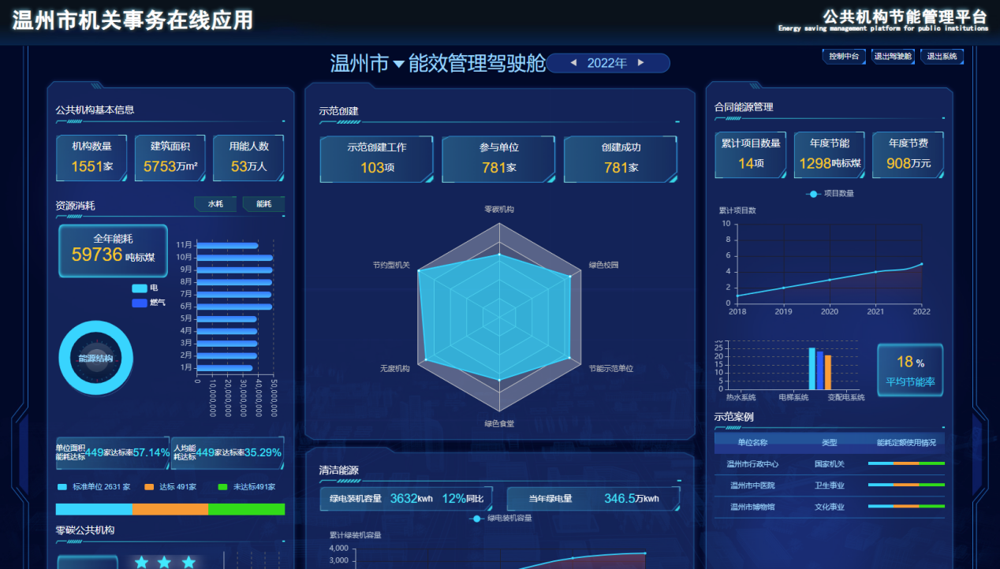 温州市机关事务在线应用
公共机构节能管理平台
Energy saving management platform for public institutions
温州市 能效管理驾驶舱 2022年
控制中台 退出驾驶舱 退出系统
公共机构基本信息
机构数量 建筑面积 用能人数
1551家 5753万m² 53万人
资源消耗 水耗 能耗
全年能耗
59736 吨标煤
电
燃气
能源结构
11月
10月
9月
8月
7月
6月
5月
4月
3月
2月
1月
0 10,000,000 20,000,000 30,000,000 40,000,000 50,000,000
单位面积能耗达标 449家达标率57.14%
人均能耗达标 449家达标率35.29%
标准单位 2631 家 达标 491家 未达标491家
零碳公共机构
示范创建
示范创建工作 参与单位 创建成功
103项 781家 781家
零碳机构
节约型机关 绿色校园
无废机构 节能示范单位
绿色食堂
清洁能源
绿电装机容量 3632kwh 12%同比
当年绿电量 346.5万kwh
绿电装机容量
累计绿装机容量
4,000
3,000
合同能源管理
累计项目数量 年度节能 年度节费
14项 1298吨标煤 908万元
项目数量
累计项目数
10
8
6
4
2
0
2018 2019 2020 2021 2022
30
25
20
15
10
5
0
热水系统 电梯系统 变配电系统
18 %
平均节能率
示范案例
单位名称 类型 能耗定额使用情况
温州市行政中心 国家机关
温州市中医院 卫生事业
温州市博物馆 文化事业